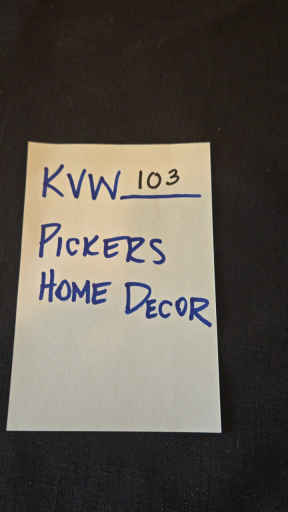 KVW 103
PICKERS
HOME DECOR